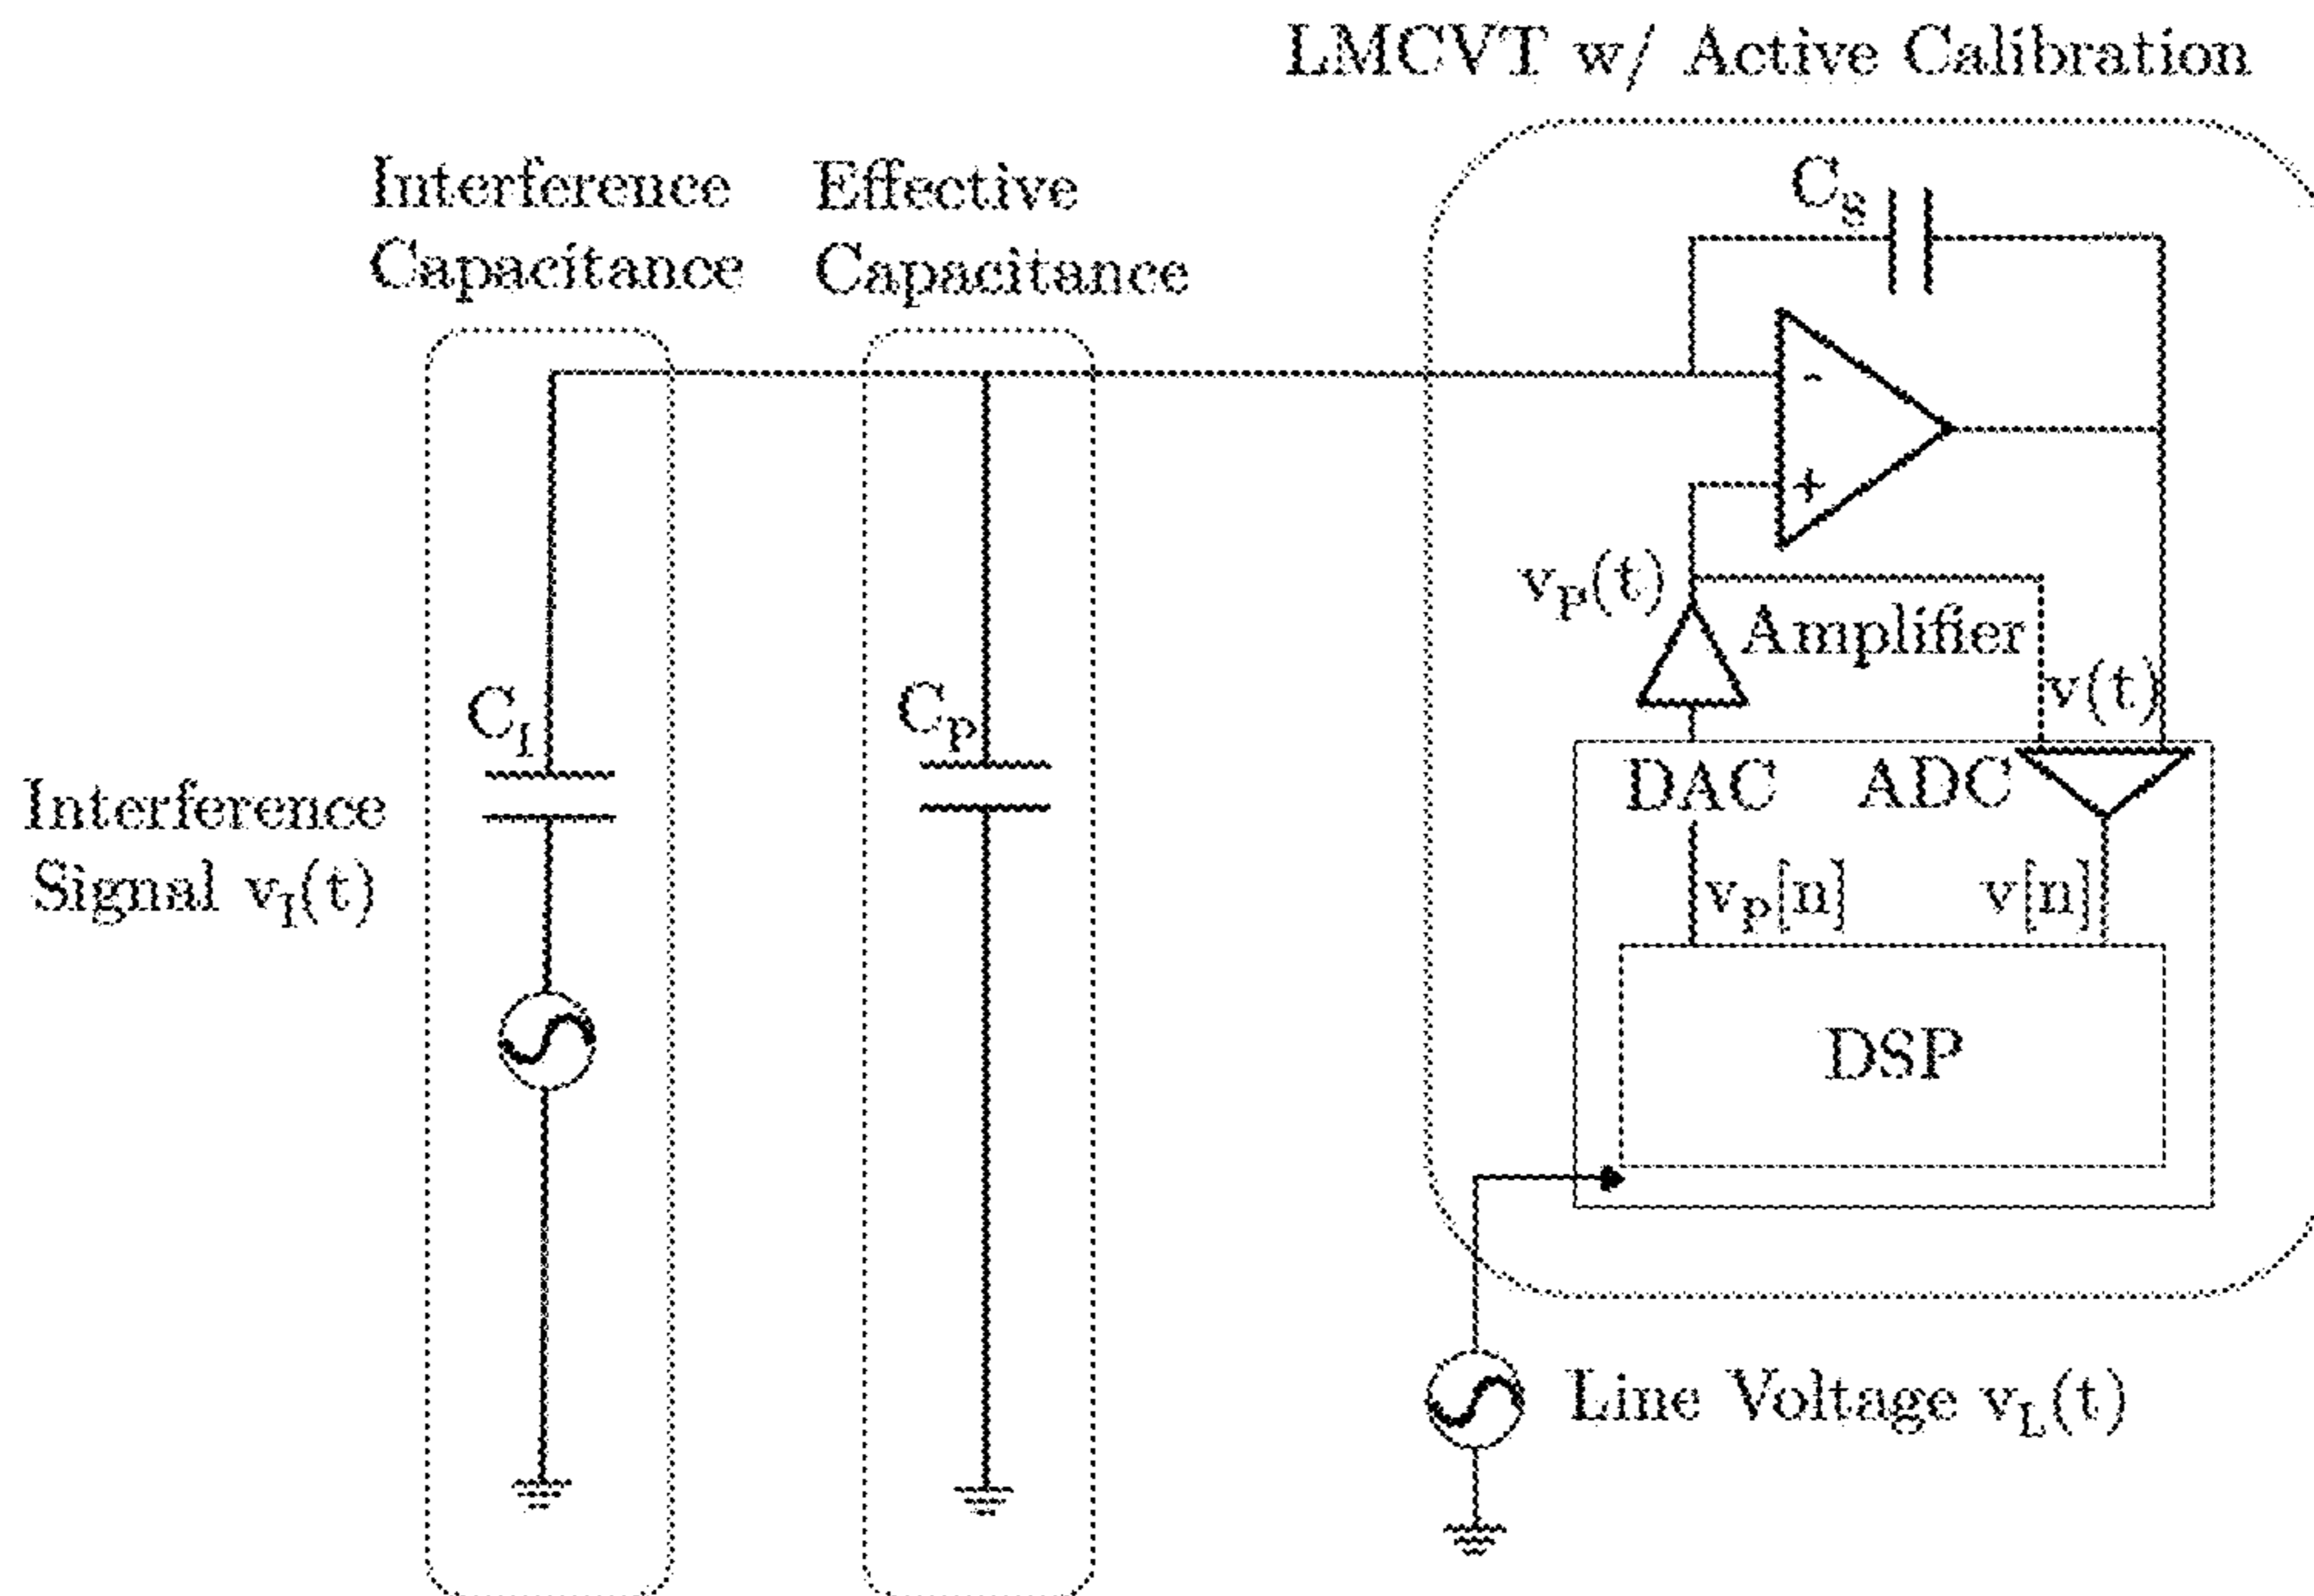 LMCVT w/ Active Calibration
Interference
Capacitance
Effective
Capacitance
C_S
-
+
v_P(t)
Amplifier
v(t)
C_I
C_P
DAC
ADC
Interference
Signal v_I(t)
v_P[n]
v[n]
DSP
Line Voltage v_L(t)